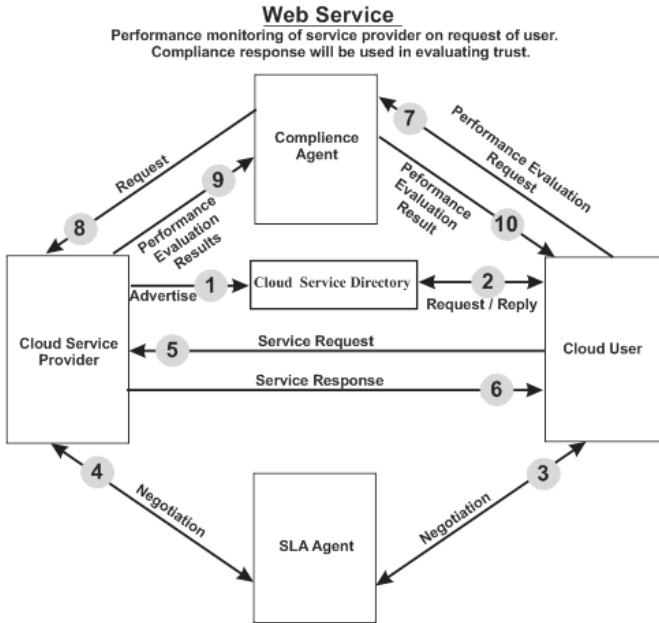 Web Service
Performance monitoring of service provider on request of user.
Compliance response will be used in evaluating trust.
Complience
Agent
7
Performance Evaluation
Request
Request
8
9
Performance
Evaluation
Results
Peformance
Evaluation
Result
10
Cloud Service
Provider
1
Advertise
Cloud Service Directory
2
Request / Reply
Cloud User
5
Service Request
Service Response
6
4
Negotiation
SLA Agent
Negotiation
3